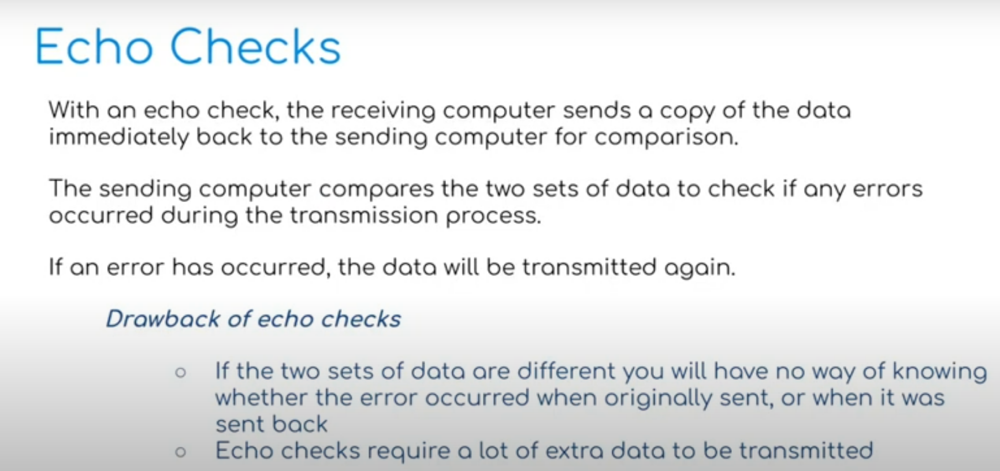 Echo Checks
With an echo check, the receiving computer sends a copy of the data
immediately back to the sending computer for comparison.
The sending computer compares the two sets of data to check if any errors
occurred during the transmission process.
If an error has occurred, the data will be transmitted again.
Drawback of echo checks
○ If the two sets of data are different you will have no way of knowing
whether the error occurred when originally sent, or when it was
sent back
○ Echo checks require a lot of extra data to be transmitted